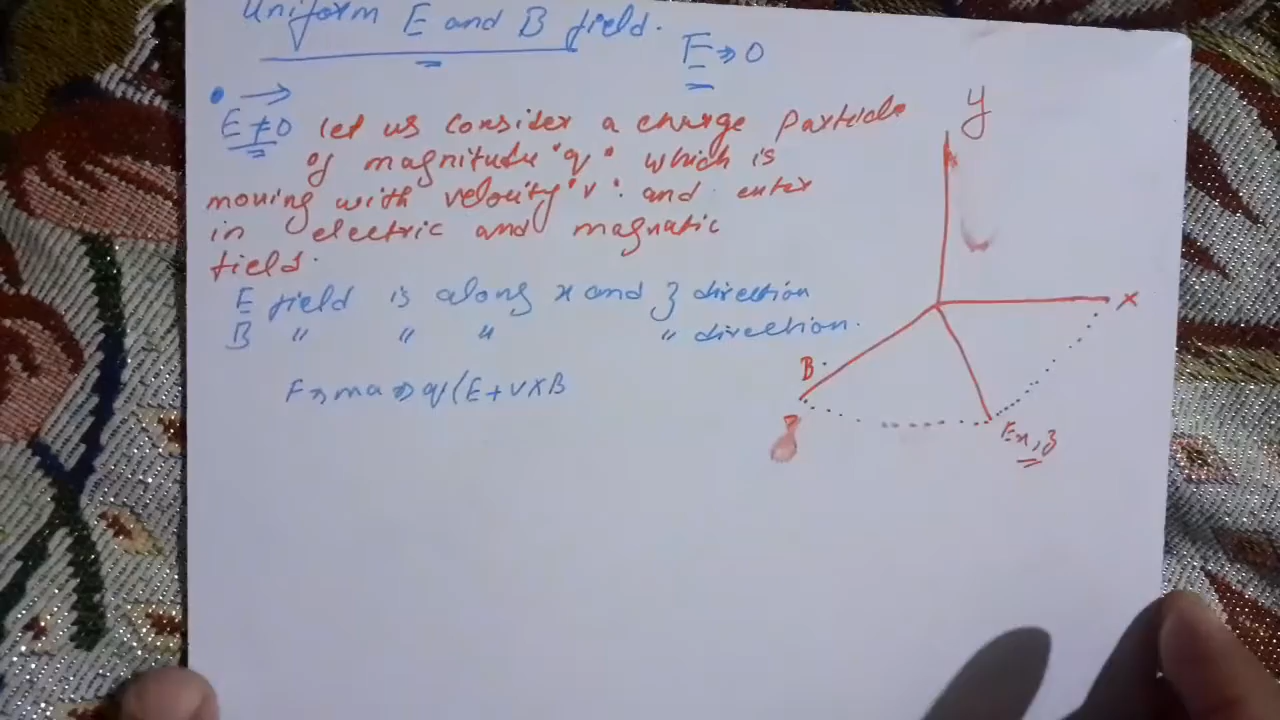 Uniform E and B field.
E → 0
E ≠ 0 let us consider a charge particle
of magnitude "q" which is
moving with velocity "v". and enter
in electric and magnatic
field.
E field is along x and z direction
B " " " " direction.
F = ma = q(E + v×B
y
x
B
z
Ex,z